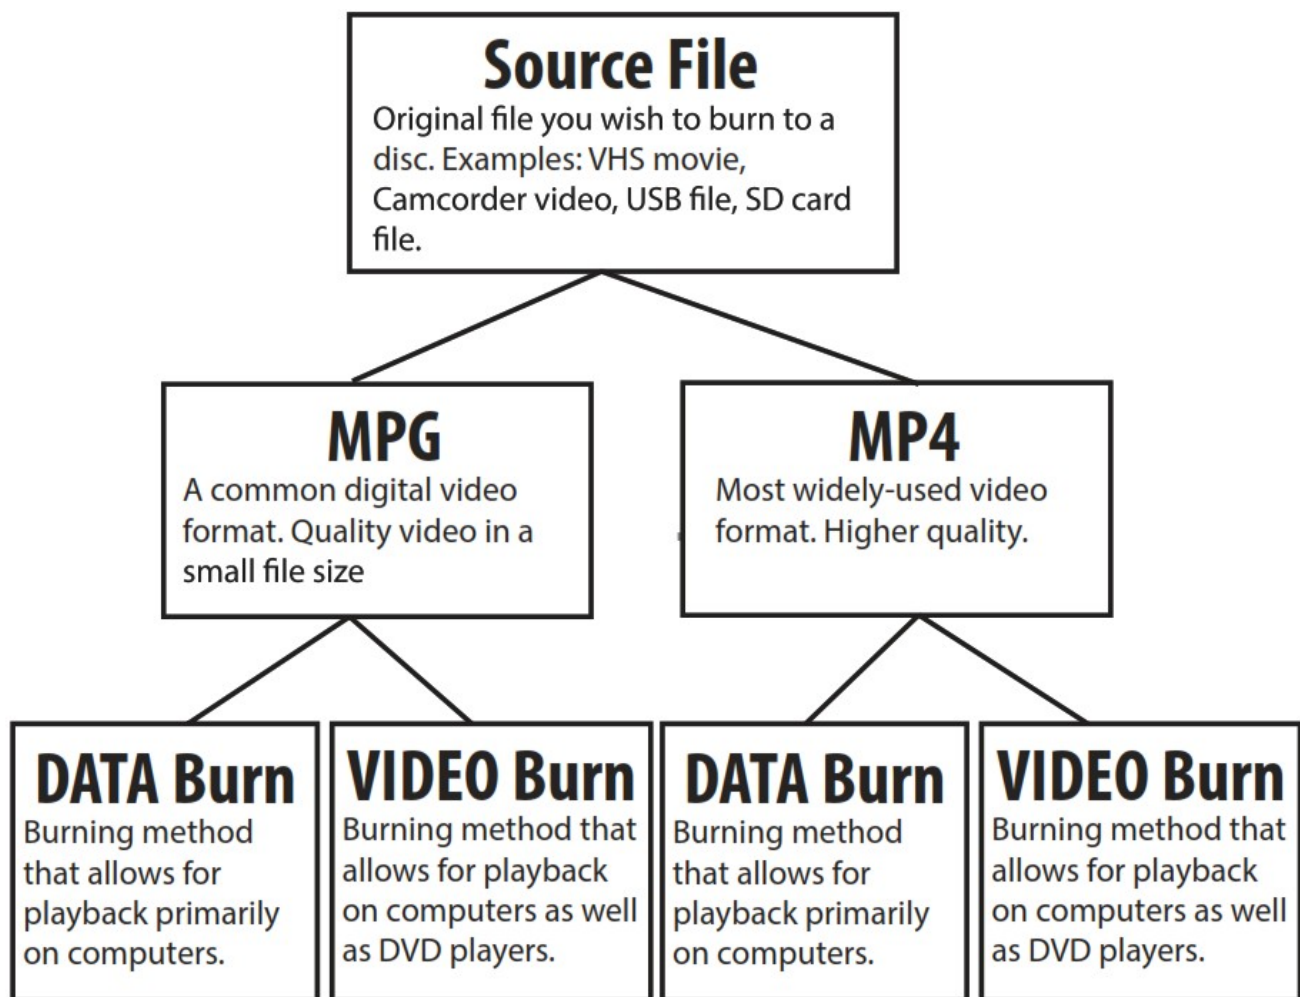 Source File
Original file you wish to burn to a
disc. Examples: VHS movie,
Camcorder video, USB file, SD card
file.
MPG
A common digital video
format. Quality video in a
small file size
MP4
Most widely-used video
format. Higher quality.
DATA Burn
Burning method
that allows for
playback primarily
on computers.
VIDEO Burn
Burning method that
allows for playback
on computers as well
as DVD players.
DATA Burn
Burning method
that allows for
playback primarily
on computers.
VIDEO Burn
Burning method that
allows for playback
on computers as well
as DVD players.